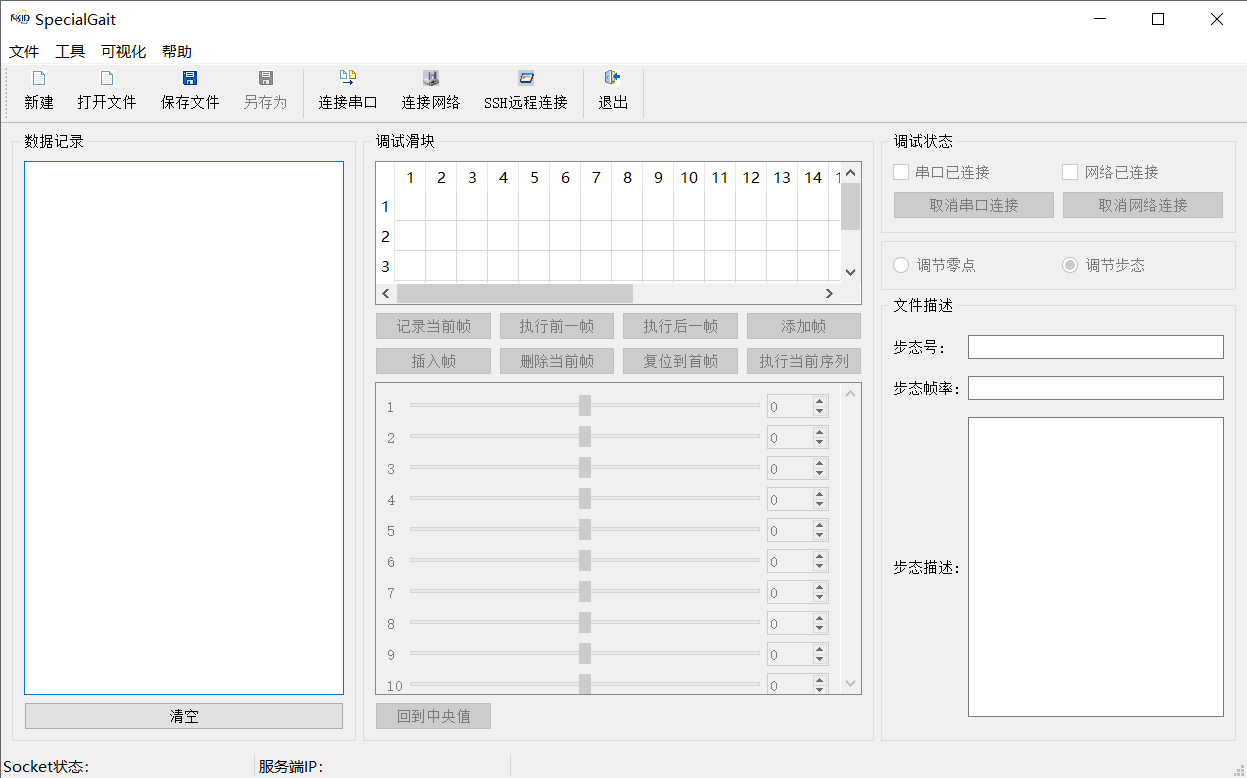 SpecialGait
文件 工具 可视化 帮助
新建 打开文件 保存文件 另存为 连接串口 连接网络 SSH远程连接 退出
数据记录
清空
调试滑块
1 2 3 4 5 6 7 8 9 10 11 12 13 14
1
2
3
记录当前帧 执行前一帧 执行后一帧 添加帧
插入帧 删除当前帧 复位到首帧 执行当前序列
1 0
2 0
3 0
4 0
5 0
6 0
7 0
8 0
9 0
10 0
回到中央值
调试状态
串口已连接 网络已连接
取消串口连接 取消网络连接
调节零点 调节步态
文件描述
步态号:
步态帧率:
步态描述:
Socket状态: 服务端IP: